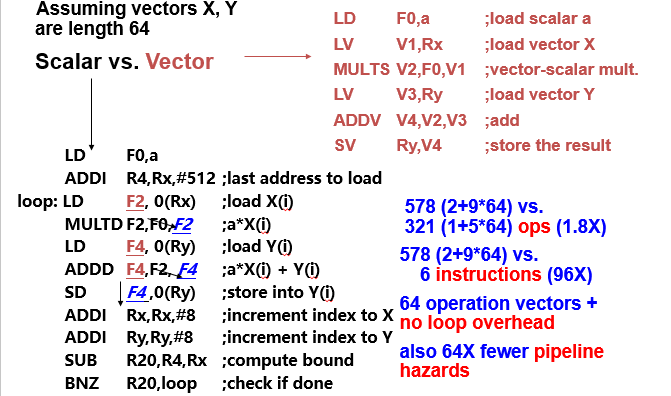 Assuming vectors X, Y
are length 64
Scalar vs. Vector
LD F0,a ;load scalar a
LV V1,Rx ;load vector X
MULTS V2,F0,V1 ;vector-scalar mult.
LV V3,Ry ;load vector Y
ADDV V4,V2,V3 ;add
SV Ry,V4 ;store the result
LD F0,a
ADDI R4,Rx,#512 ;last address to load
loop: LD F2, 0(Rx) ;load X(i)
MULTD F2,F0,F2 ;a*X(i)
LD F4, 0(Ry) ;load Y(i)
ADDD F4,F2, F4 ;a*X(i) + Y(i)
SD F4,0(Ry) ;store into Y(i)
ADDI Rx,Rx,#8 ;increment index to X
ADDI Ry,Ry,#8 ;increment index to Y
SUB R20,R4,Rx ;compute bound
BNZ R20,loop ;check if done
578 (2+9*64) vs.
321 (1+5*64) ops (1.8X)
578 (2+9*64) vs.
6 instructions (96X)
64 operation vectors +
no loop overhead
also 64X fewer pipeline
hazards